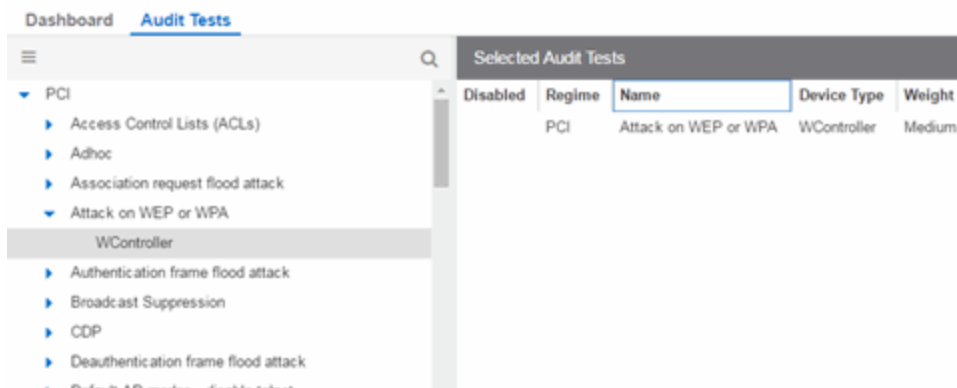 Dashboard Audit Tests
Selected Audit Tests
PCI
Access Control Lists (ACLs)
Adhoc
Association request flood attack
Attack on WEP or WPA
WController
Authentication frame flood attack
Broadcast Suppression
CDP
Deauthentication frame flood attack
Disabled Regime Name Device Type Weight
PCI Attack on WEP or WPA WController Medium